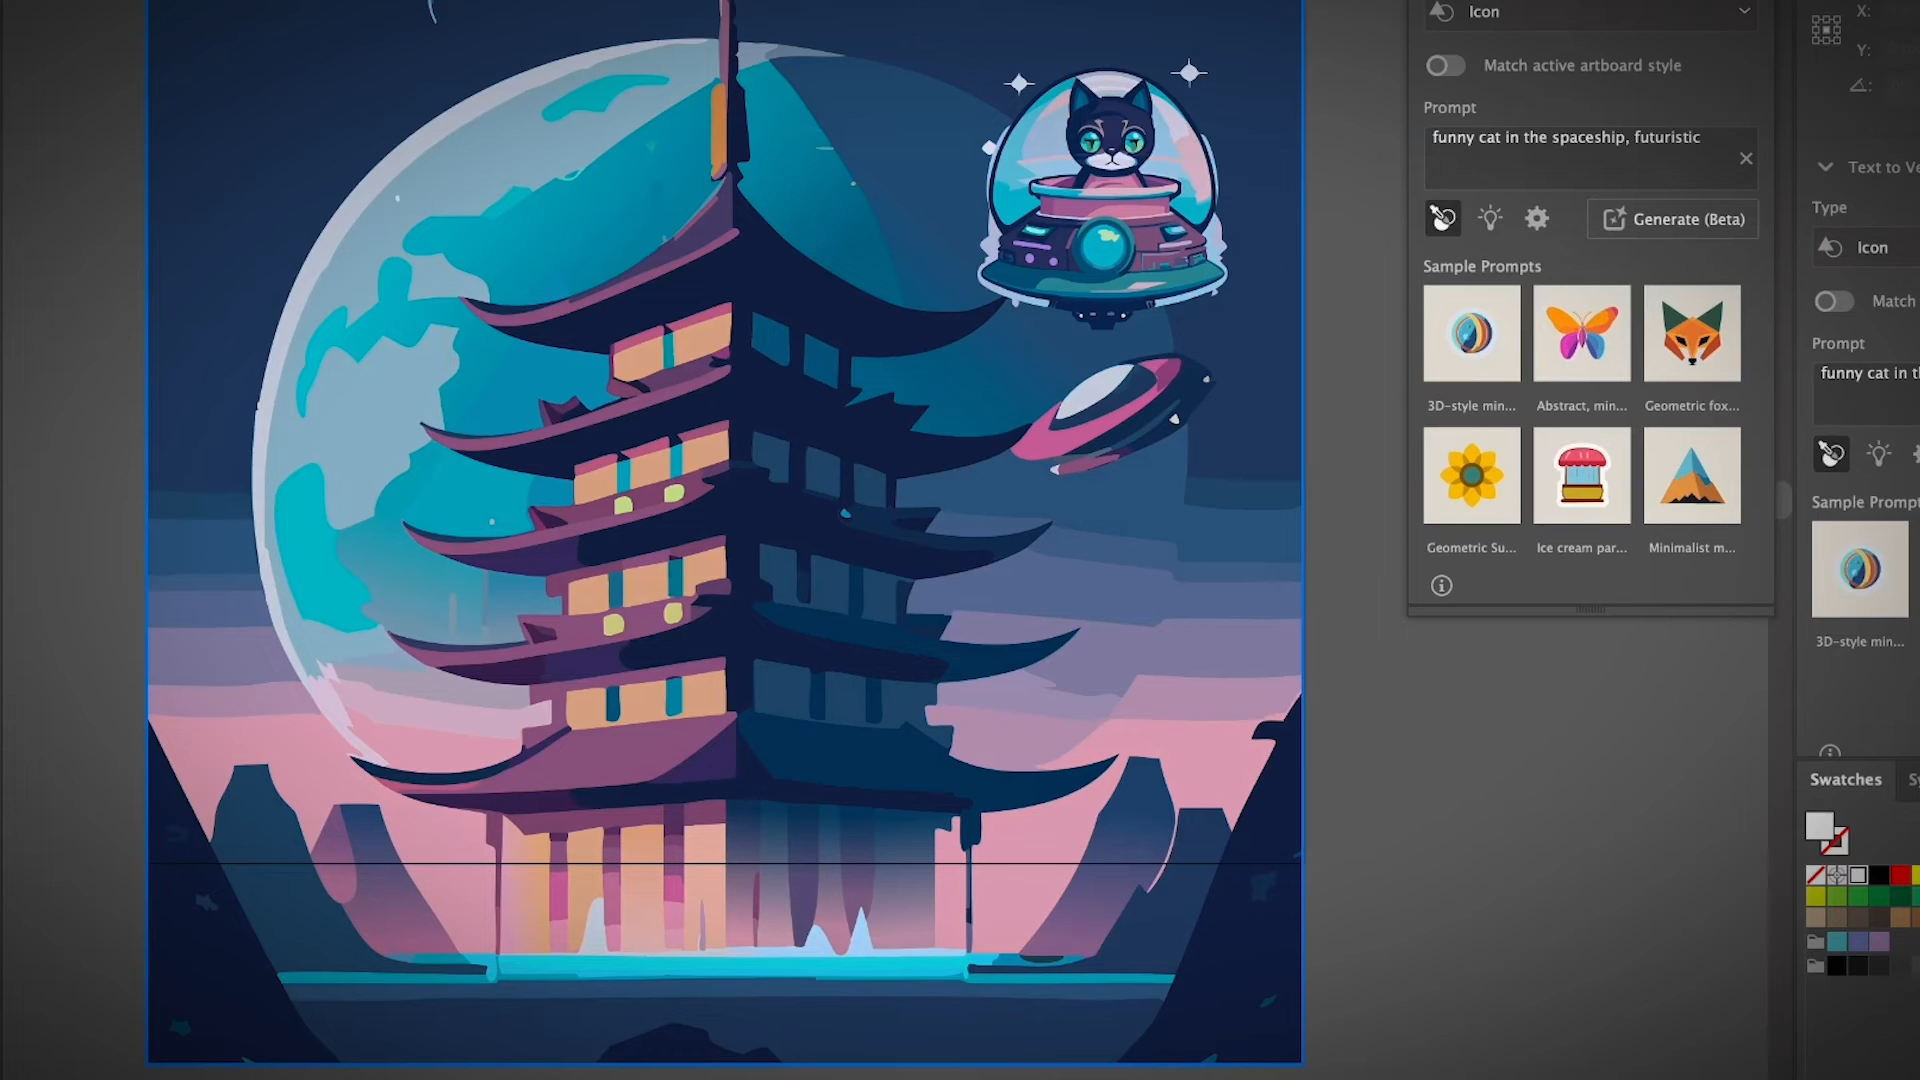 Icon
Match active artboard style
Prompt
funny cat in the spaceship, futuristic
Generate (Beta)
Sample Prompts
3D-style min...
Abstract, min...
Geometric fox...
Geometric Su...
Ice cream par...
Minimalist m...
X:
Y:
Text to Ve
Type
Icon
Match
Prompt
funny cat in th
Sample Prompt
3D-style min...
Swatches
Sy